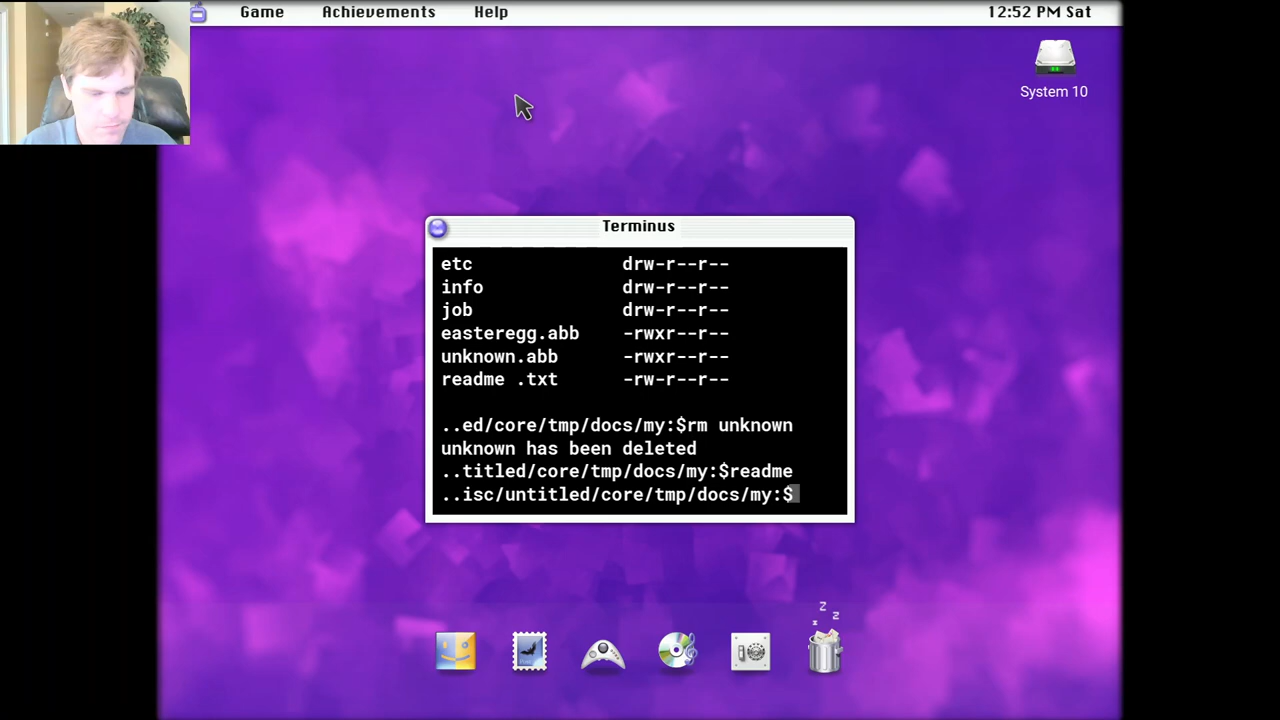 Game Achievements Help 12:52 PM Sat
System 10
Terminus
etc drw-r--r--
info drw-r--r--
job drw-r--r--
easteregg.abb -rwxr--r--
unknown.abb -rwxr--r--
readme .txt -rw-r--r--
..ed/core/tmp/docs/my:$rm unknown
unknown has been deleted
..titled/core/tmp/docs/my:$readme
..isc/untitled/core/tmp/docs/my:$
z
z
z